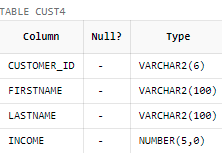 TABLE CUST4
Column Null? Type
CUSTOMER_ID - VARCHAR2(6)
FIRSTNAME - VARCHAR2(100)
LASTNAME - VARCHAR2(100)
INCOME - NUMBER(5,0)